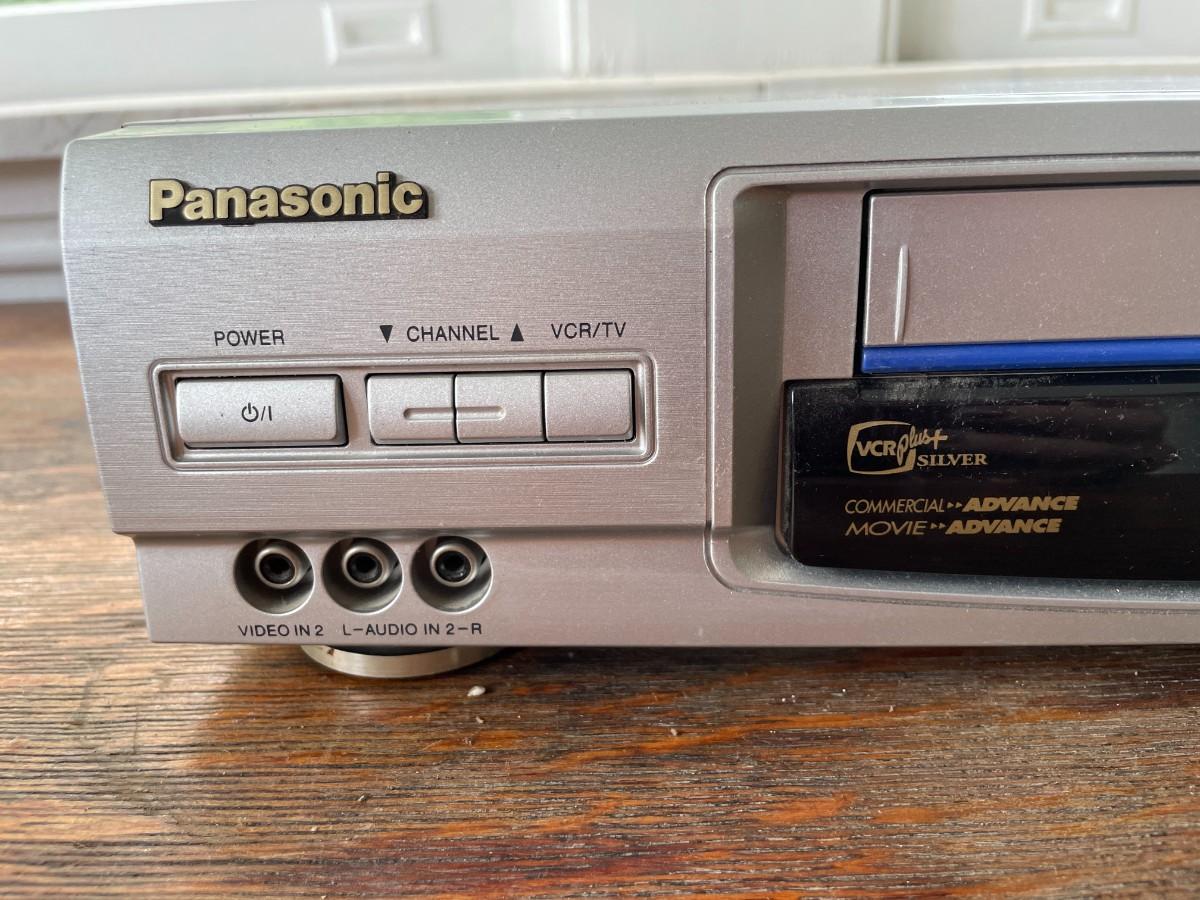 Panasonic
POWER
▼ CHANNEL ▲
VCR/TV
⏻/I
VCR plus+
SILVER
COMMERCIAL▸▸ADVANCE
MOVIE▸▸ADVANCE
VIDEO IN 2
L-AUDIO IN 2-R